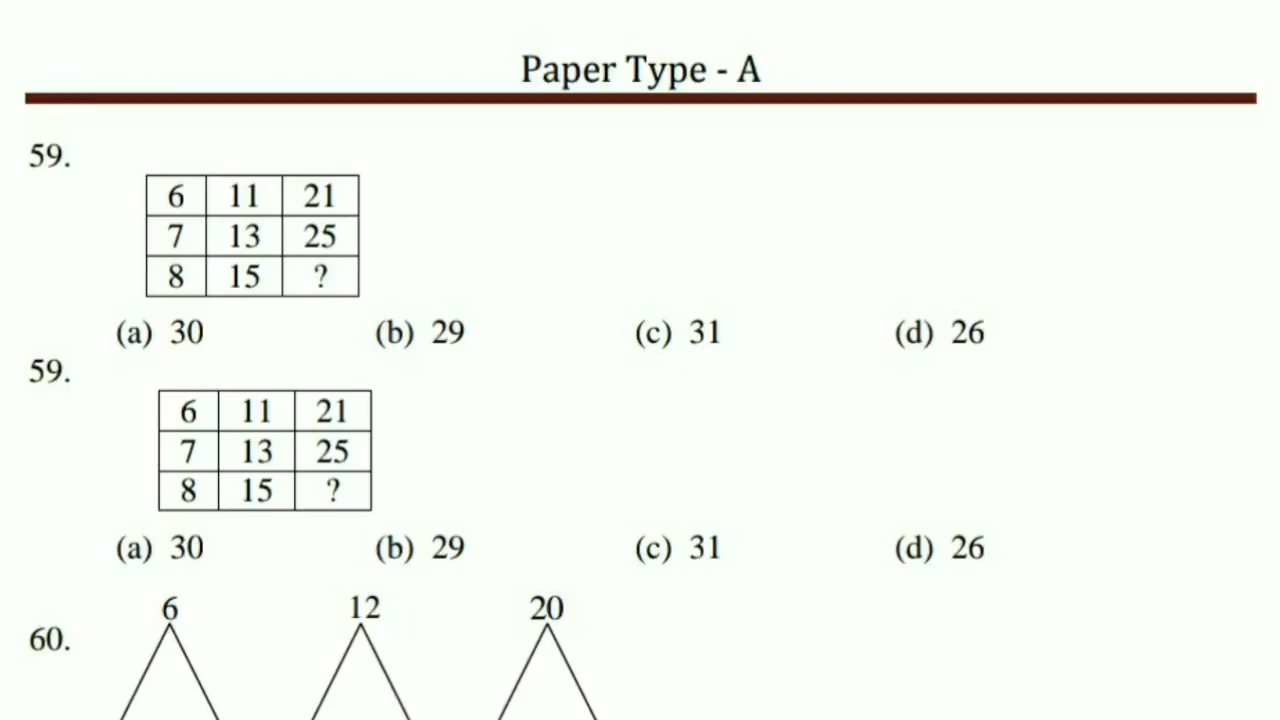 Paper Type - A
59.
6 11 21
7 13 25
8 15 ?
(a) 30 (b) 29 (c) 31 (d) 26
59.
6 11 21
7 13 25
8 15 ?
(a) 30 (b) 29 (c) 31 (d) 26
6 12 20
60.